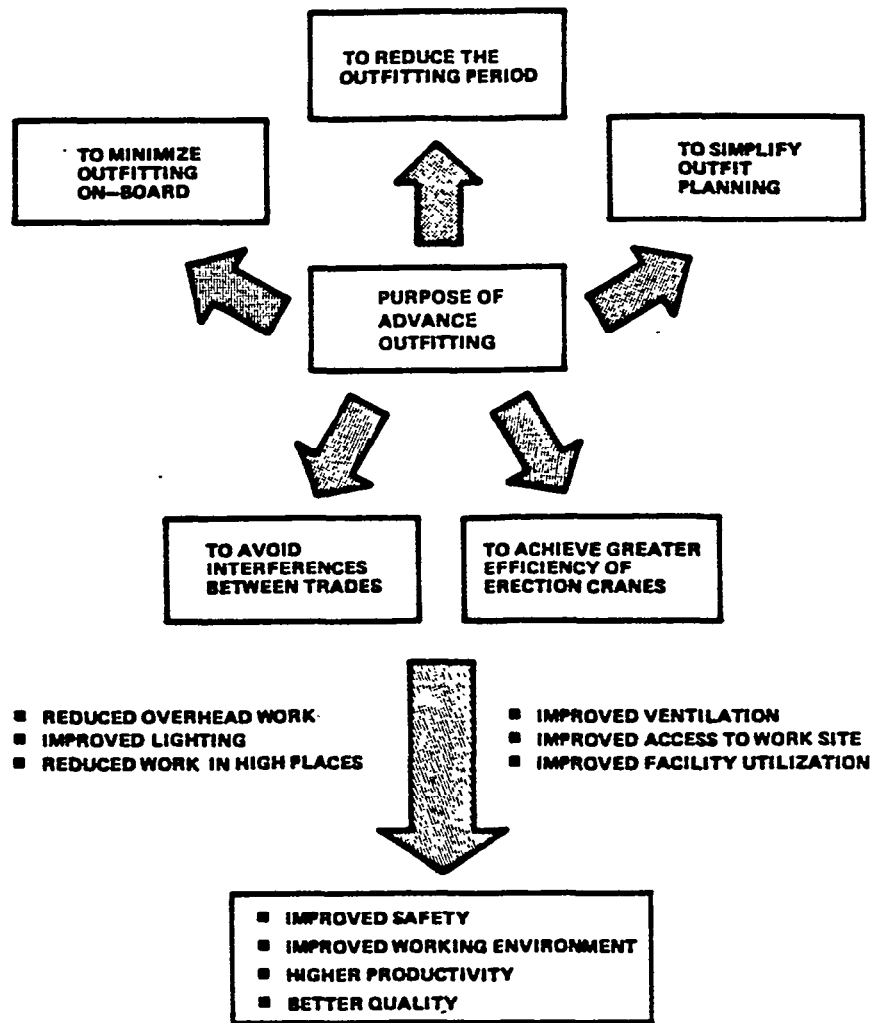 TO REDUCE THE
OUTFITTING PERIOD
TO MINIMIZE
OUTFITTING
ON-BOARD
TO SIMPLIFY
OUTFIT
PLANNING
PURPOSE OF
ADVANCE
OUTFITTING
TO AVOID
INTERFERENCES
BETWEEN TRADES
TO ACHIEVE GREATER
EFFICIENCY OF
ERECTION CRANES
■ REDUCED OVERHEAD WORK
■ IMPROVED LIGHTING
■ REDUCED WORK IN HIGH PLACES
■ IMPROVED VENTILATION
■ IMPROVED ACCESS TO WORK SITE
■ IMPROVED FACILITY UTILIZATION
■ IMPROVED SAFETY
■ IMPROVED WORKING ENVIRONMENT
■ HIGHER PRODUCTIVITY
■ BETTER QUALITY